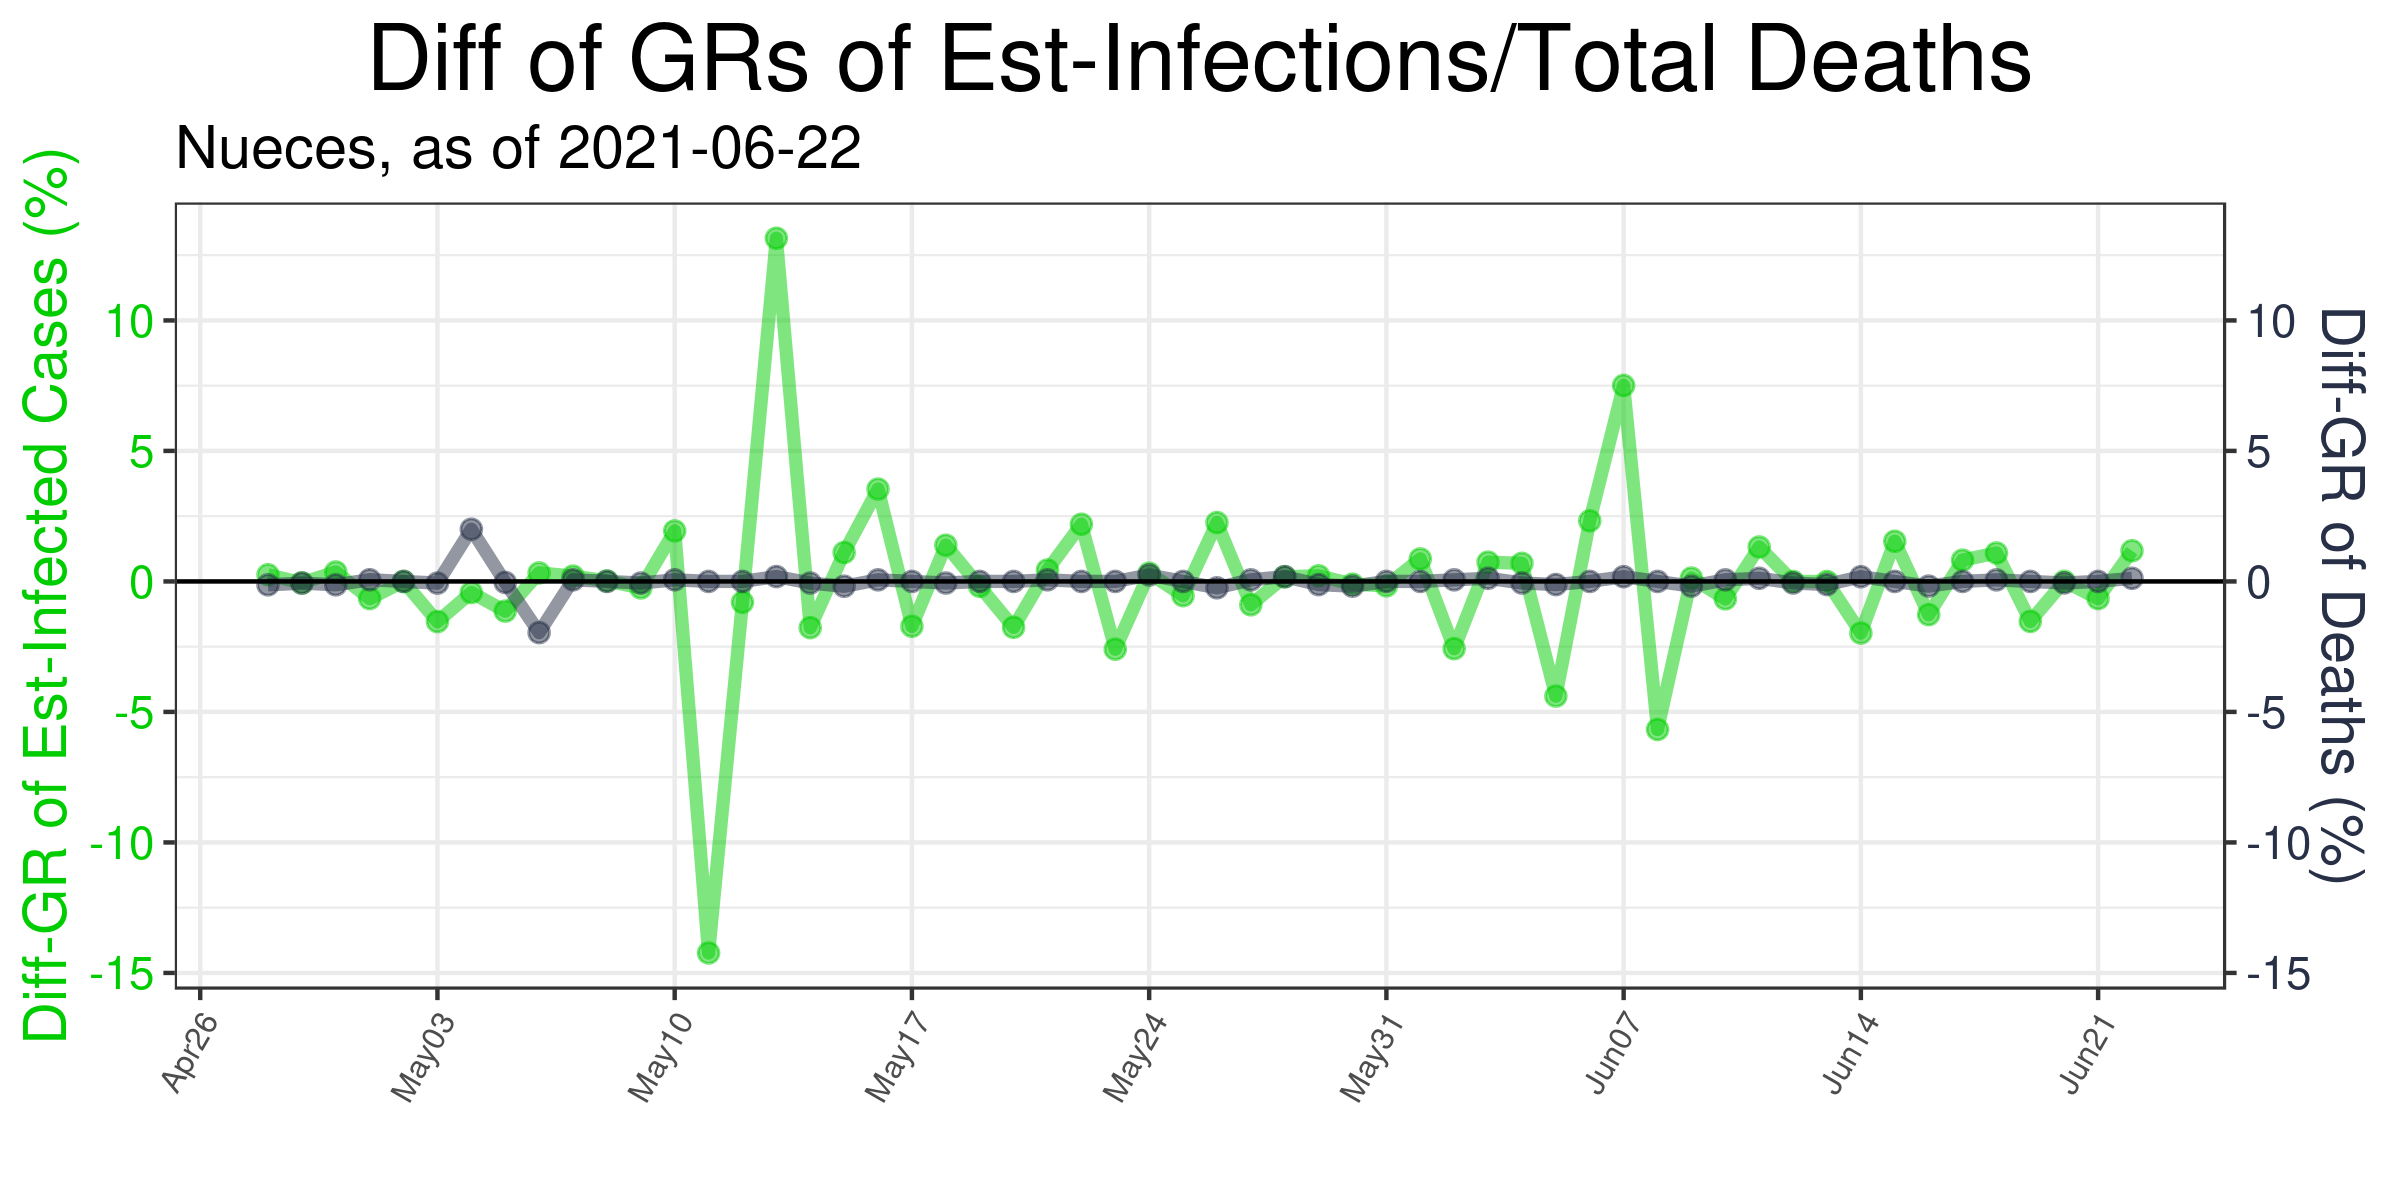 Diff of GRs of Est-Infections/Total Deaths
Nueces, as of 2021-06-22
Diff-GR of Est-Infected Cases (%)
10
5
0
-5
-10
-15
10
5
0
-5
-10
-15
Diff-GR of Deaths (%)
Apr26
May03
May10
May17
May24
May31
Jun07
Jun14
Jun21